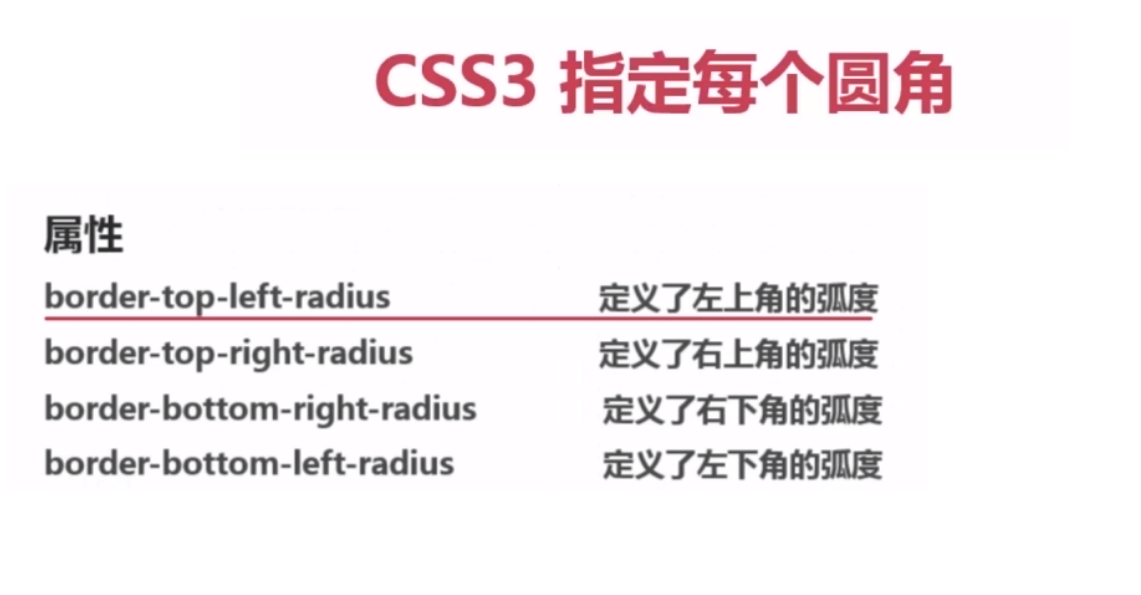 CSS3 指定每个圆角
属性
border-top-left-radius 定义了左上角的弧度
border-top-right-radius 定义了右上角的弧度
border-bottom-right-radius 定义了右下角的弧度
border-bottom-left-radius 定义了左下角的弧度